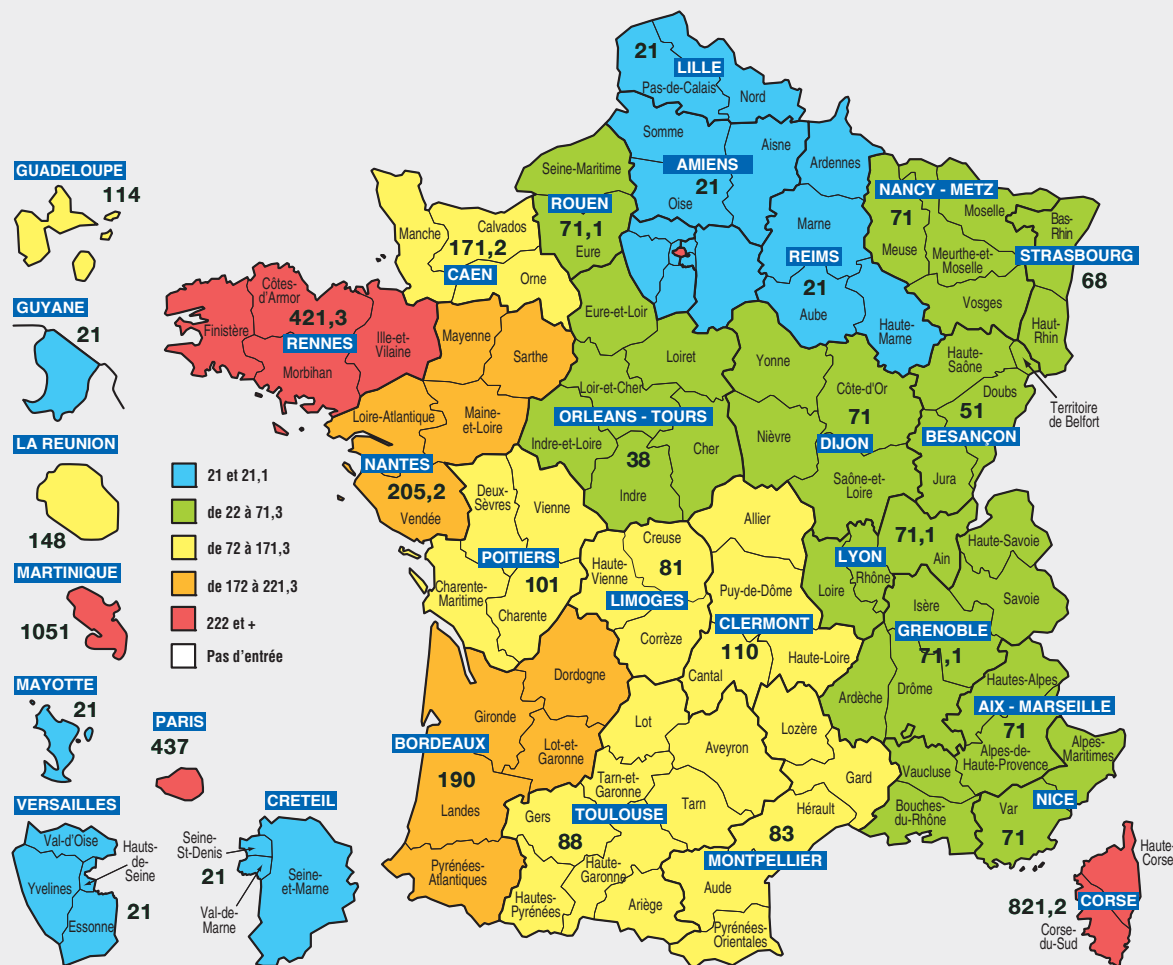 GUADELOUPE
114
GUYANE
21
LA REUNION
148
MARTINIQUE
1051
MAYOTTE
21
PARIS
437
VERSAILLES
Val-d'Oise
Hauts-
de-
Seine
Yvelines
Essonne
21
CRETEIL
Seine-
St-Denis
21
Val-de-
Marne
Seine-
et-Marne
21 et 21,1
de 22 à 71,3
de 72 à 171,3
de 172 à 221,3
222 et +
Pas d'entrée
21
LILLE
Pas-de-Calais
Nord
Somme
Aisne
AMIENS
21
Oise
Ardennes
Marne
REIMS
21
Aube
Haute-
Marne
Seine-Maritime
ROUEN
71,1
Eure
Manche
Calvados
171,2
CAEN
Orne
Côtes-
d'Armor
Finistère
421,3
RENNES
Ille-et-
Vilaine
Morbihan
Mayenne
Sarthe
Loire-Atlantique
Maine-
et-Loire
NANTES
205,2
Vendée
NANCY - METZ
71
Moselle
Meuse
Meurthe-et-
Moselle
Vosges
Bas-
Rhin
STRASBOURG
68
Haut-
Rhin
Eure-et-Loir
Loiret
Loir-et-Cher
ORLEANS - TOURS
Indre-et-Loire
38
Cher
Indre
Yonne
Côte-d'Or
71
Nièvre
DIJON
Saône-et-
Loire
Haute-
Saône
Doubs
51
BESANÇON
Jura
Territoire
de Belfort
Deux-
Sèvres
Vienne
POITIERS
101
Charente-
Maritime
Charente
Creuse
Haute-
Vienne
81
LIMOGES
Corrèze
Allier
Puy-de-Dôme
CLERMONT
110
Haute-Loire
Cantal
71,1
LYON
Ain
Rhône
Loire
Haute-Savoie
Savoie
Isère
GRENOBLE
71,1
Ardèche
Drôme
Hautes-Alpes
AIX - MARSEILLE
71
Alpes-de-
Haute-Provence
Vaucluse
Bouches-
du-Rhône
Alpes-
Maritimes
NICE
Var
71
Dordogne
Gironde
BORDEAUX
Lot-et-
Garonne
190
Landes
Pyrénées-
Atlantiques
Lot
Aveyron
Tarn-et-
Garonne
Gers
TOULOUSE
Tarn
88
Haute-
Garonne
Hautes-
Pyrénées
Ariège
Lozère
Gard
Hérault
83
MONTPELLIER
Aude
Pyrénées-
Orientales
Haute-
Corse
821,2
CORSE
Corse-
du-Sud